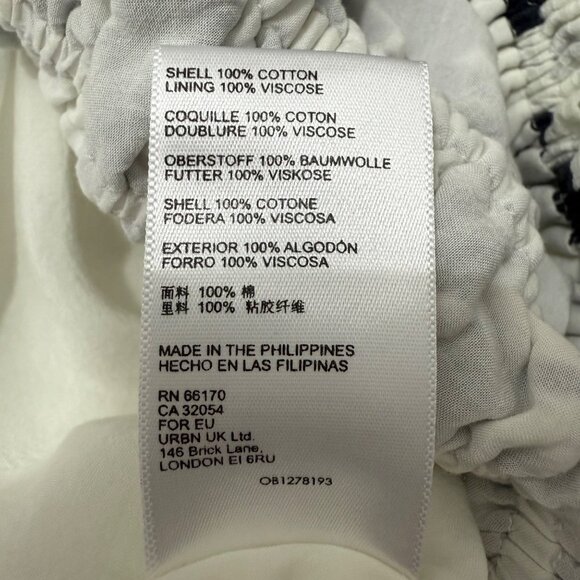 SHELL 100% COTTON
LINING 100% VISCOSE
COQUILLE 100% COTON
DOUBLURE 100% VISCOSE
OBERSTOFF 100% BAUMWOLLE
FUTTER 100% VISKOSE
SHELL 100% COTONE
FODERA 100% VISCOSA
EXTERIOR 100% ALGODÓN
FORRO 100% VISCOSA
面料 100% 棉
里料 100% 粘胶纤维
MADE IN THE PHILIPPINES
HECHO EN LAS FILIPINAS
RN 66170
CA 32054
FOR EU
URBN UK Ltd.
146 Brick Lane,
LONDON EI 6RU
OB1278193